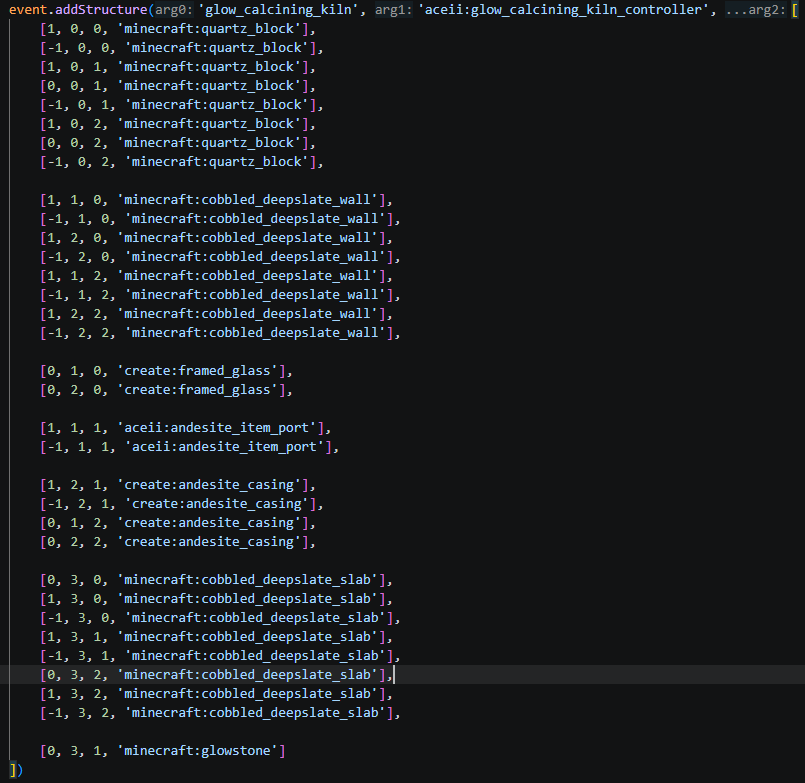 event.addStructure(arg0: 'glow_calcining_kiln', arg1: 'aceii:glow_calcining_kiln_controller', ...arg2: [
[1, 0, 0, 'minecraft:quartz_block'],
[-1, 0, 0, 'minecraft:quartz_block'],
[1, 0, 1, 'minecraft:quartz_block'],
[0, 0, 1, 'minecraft:quartz_block'],
[-1, 0, 1, 'minecraft:quartz_block'],
[1, 0, 2, 'minecraft:quartz_block'],
[0, 0, 2, 'minecraft:quartz_block'],
[-1, 0, 2, 'minecraft:quartz_block'],
[1, 1, 0, 'minecraft:cobbled_deepslate_wall'],
[-1, 1, 0, 'minecraft:cobbled_deepslate_wall'],
[1, 2, 0, 'minecraft:cobbled_deepslate_wall'],
[-1, 2, 0, 'minecraft:cobbled_deepslate_wall'],
[1, 1, 2, 'minecraft:cobbled_deepslate_wall'],
[-1, 1, 2, 'minecraft:cobbled_deepslate_wall'],
[1, 2, 2, 'minecraft:cobbled_deepslate_wall'],
[-1, 2, 2, 'minecraft:cobbled_deepslate_wall'],
[0, 1, 0, 'create:framed_glass'],
[0, 2, 0, 'create:framed_glass'],
[1, 1, 1, 'aceii:andesite_item_port'],
[-1, 1, 1, 'aceii:andesite_item_port'],
[1, 2, 1, 'create:andesite_casing'],
[-1, 2, 1, 'create:andesite_casing'],
[0, 1, 2, 'create:andesite_casing'],
[0, 2, 2, 'create:andesite_casing'],
[0, 3, 0, 'minecraft:cobbled_deepslate_slab'],
[1, 3, 0, 'minecraft:cobbled_deepslate_slab'],
[-1, 3, 0, 'minecraft:cobbled_deepslate_slab'],
[1, 3, 1, 'minecraft:cobbled_deepslate_slab'],
[-1, 3, 1, 'minecraft:cobbled_deepslate_slab'],
[0, 3, 2, 'minecraft:cobbled_deepslate_slab'],
[1, 3, 2, 'minecraft:cobbled_deepslate_slab'],
[-1, 3, 2, 'minecraft:cobbled_deepslate_slab'],
[0, 3, 1, 'minecraft:glowstone']
])